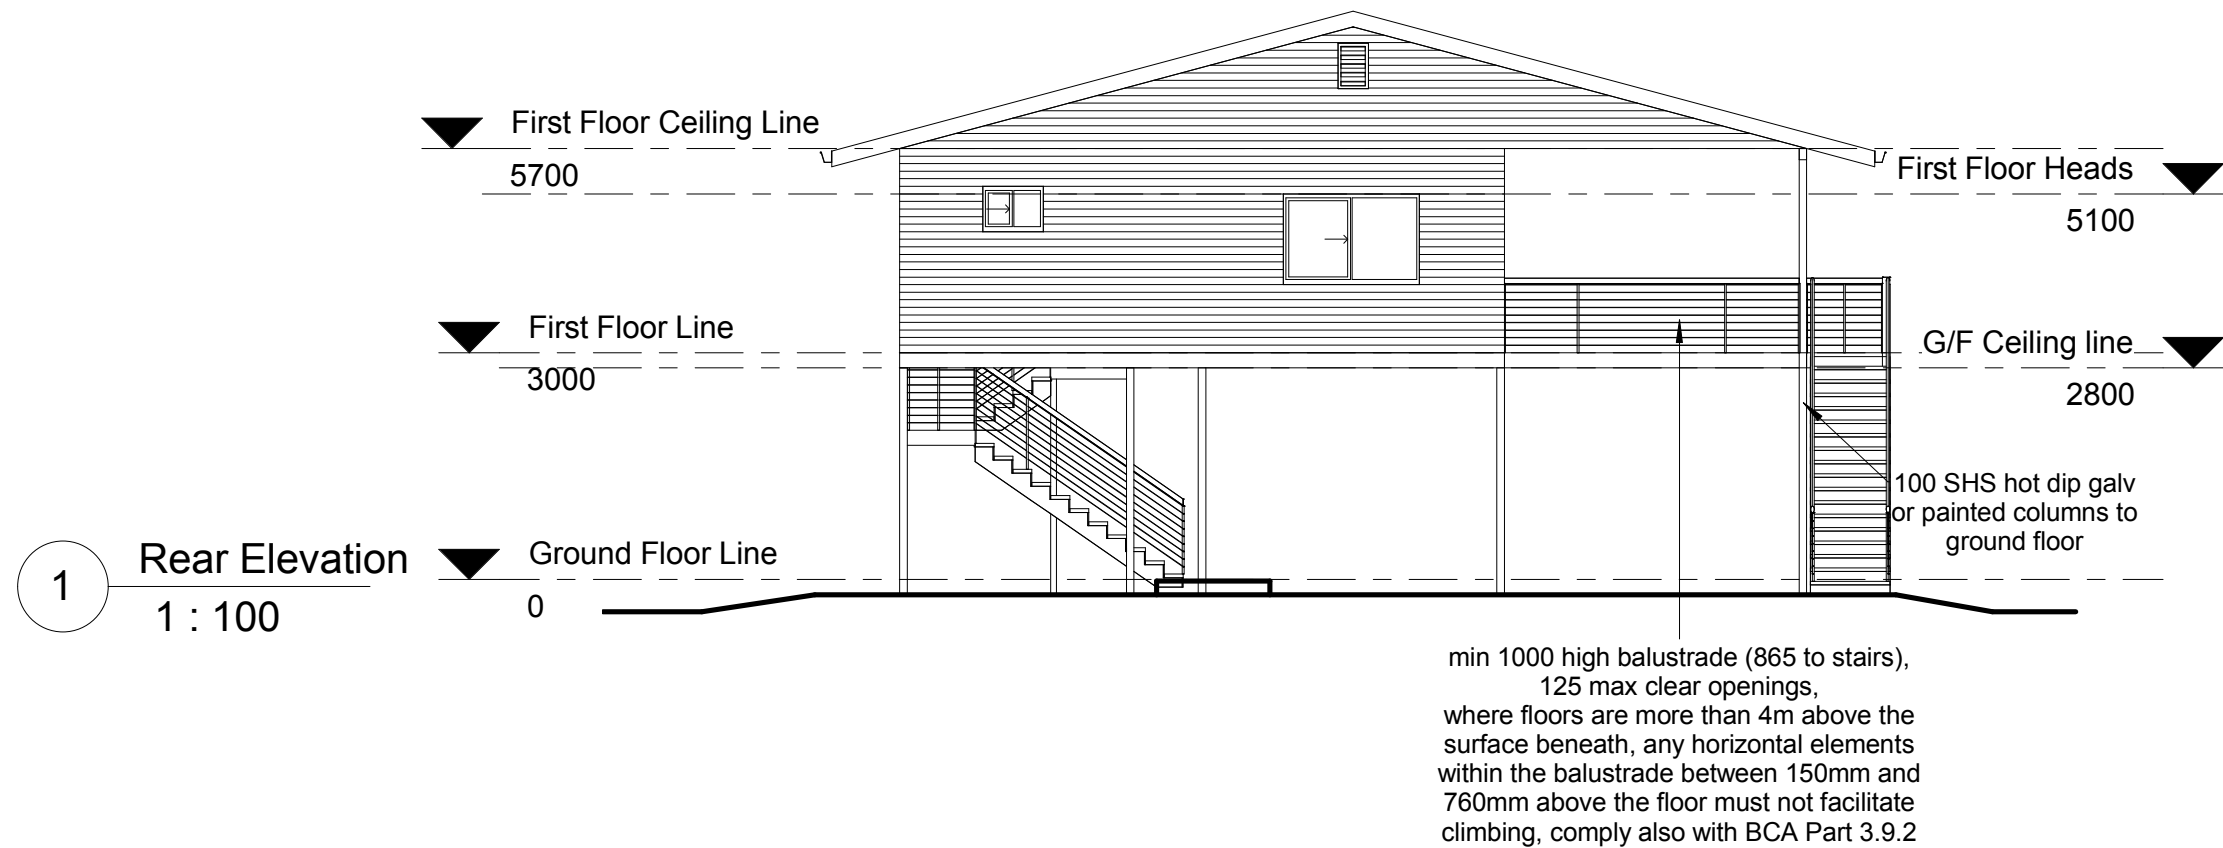 First Floor Ceiling Line
5700
First Floor Heads
5100
First Floor Line
3000
G/F Ceiling line
2800
100 SHS hot dip galv
or painted columns to
ground floor
1
Rear Elevation
1 : 100
Ground Floor Line
0
min 1000 high balustrade (865 to stairs),
125 max clear openings,
where floors are more than 4m above the
surface beneath, any horizontal elements
within the balustrade between 150mm and
760mm above the floor must not facilitate
climbing, comply also with BCA Part 3.9.2